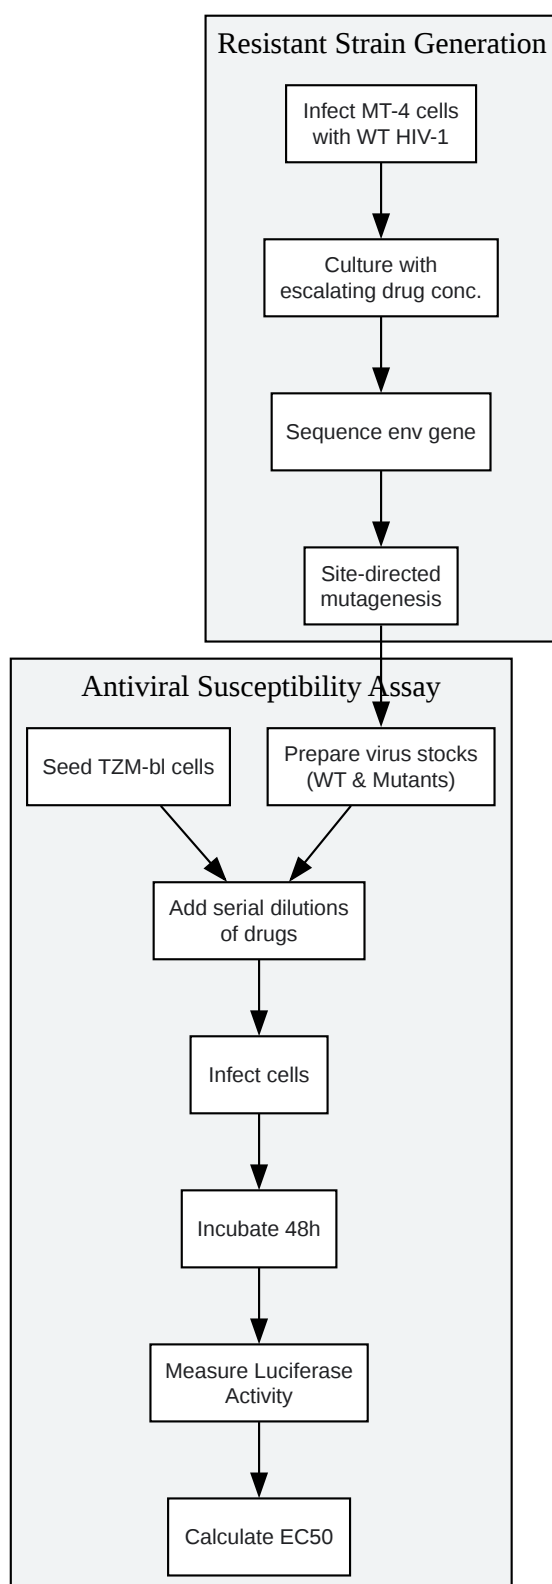 Resistant Strain Generation
Infect MT-4 cells
with WT HIV-1
Culture with
escalating drug conc.
Sequence env gene
Site-directed
mutagenesis
Antiviral Susceptibility Assay
Seed TZM-bl cells
Prepare virus stocks
(WT & Mutants)
Add serial dilutions
of drugs
Infect cells
Incubate 48h
Measure Luciferase
Activity
Calculate EC50